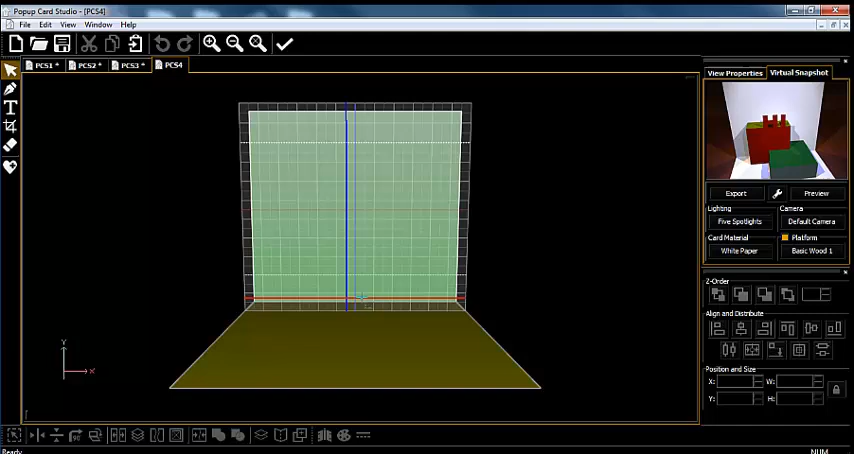 Popup Card Studio - [PCS4]
File Edit View Window Help
PCS1 * PCS2 * PCS3 * PCS4
View Properties Virtual Snapshot
Export Preview
Lighting Camera
Five Spotlights Default Camera
Card Material Platform
White Paper Basic Wood 1
Z-Order
Align and Distribute
Position and Size
X: W:
Y: H:
Y
X
90°
Ready NUM